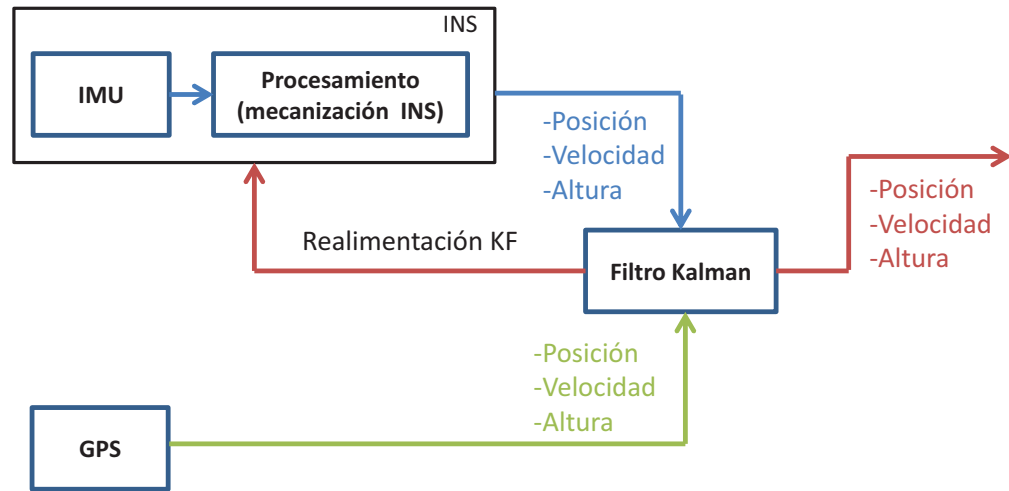 INS
IMU
Procesamiento
(mecanización INS)
-Posición
-Velocidad
-Altura
-Posición
-Velocidad
-Altura
Realimentación KF
Filtro Kalman
-Posición
-Velocidad
-Altura
GPS